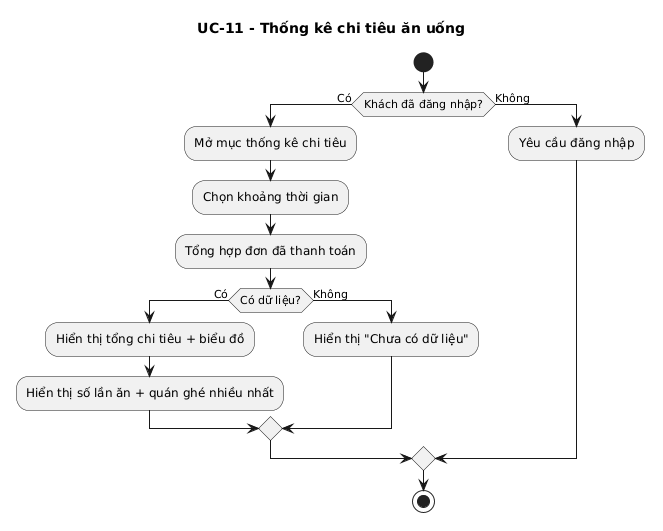 UC-11 - Thống kê chi tiêu ăn uống
Khách đã đăng nhập?
Có
Không
Mở mục thống kê chi tiêu
Yêu cầu đăng nhập
Chọn khoảng thời gian
Tổng hợp đơn đã thanh toán
Có dữ liệu?
Có
Không
Hiển thị tổng chi tiêu + biểu đồ
Hiển thị "Chưa có dữ liệu"
Hiển thị số lần ăn + quán ghé nhiều nhất